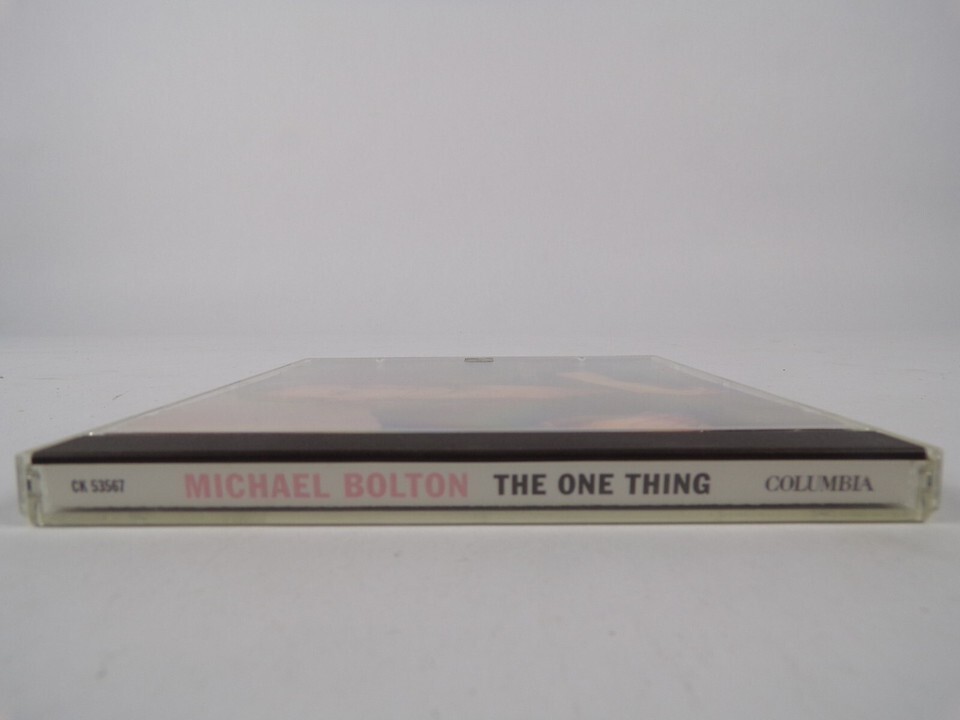 CK 53567 MICHAEL BOLTON THE ONE THING COLUMBIA